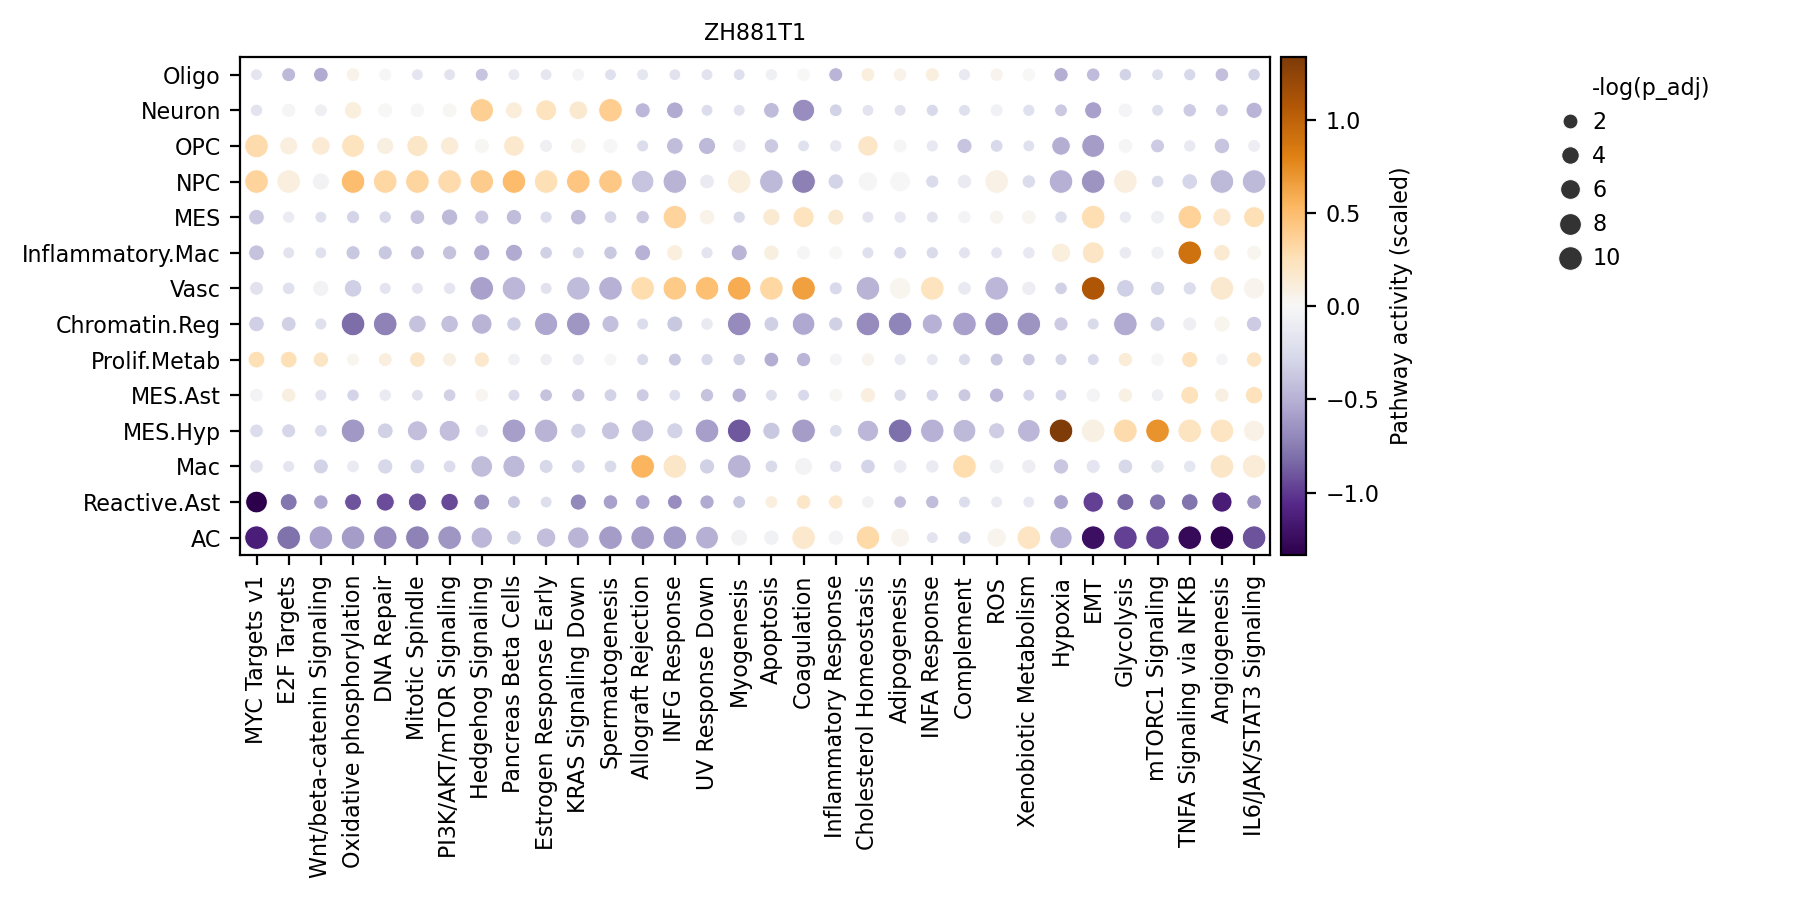 ZH881T1
Oligo
Neuron
OPC
NPC
MES
Inflammatory.Mac
Vasc
Chromatin.Reg
Prolif.Metab
MES.Ast
MES.Hyp
Mac
Reactive.Ast
AC
MYC Targets v1
E2F Targets
Wnt/beta-catenin Signaling
Oxidative phosphorylation
DNA Repair
Mitotic Spindle
PI3K/AKT/mTOR Signaling
Hedgehog Signaling
Pancreas Beta Cells
Estrogen Response Early
KRAS Signaling Down
Spermatogenesis
Allograft Rejection
INFG Response
UV Response Down
Myogenesis
Apoptosis
Coagulation
Inflammatory Response
Cholesterol Homeostasis
Adipogenesis
INFA Response
Complement
ROS
Xenobiotic Metabolism
Hypoxia
EMT
Glycolysis
mTORC1 Signaling
TNFA Signaling via NFKB
Angiogenesis
IL6/JAK/STAT3 Signaling
1.0
0.5
0.0
−0.5
−1.0
Pathway activity (scaled)
-log(p_adj)
2
4
6
8
10